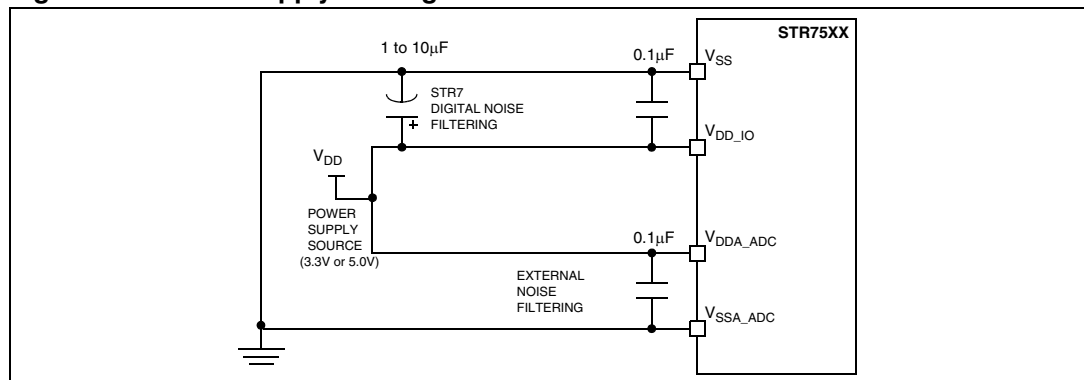 STR75XX
1 to 10μF
0.1μF
VSS
STR7
DIGITAL NOISE
FILTERING
+
VDD_IO
VDD
POWER
SUPPLY
SOURCE
(3.3V or 5.0V)
0.1μF
VDDA_ADC
EXTERNAL
NOISE
FILTERING
VSSA_ADC